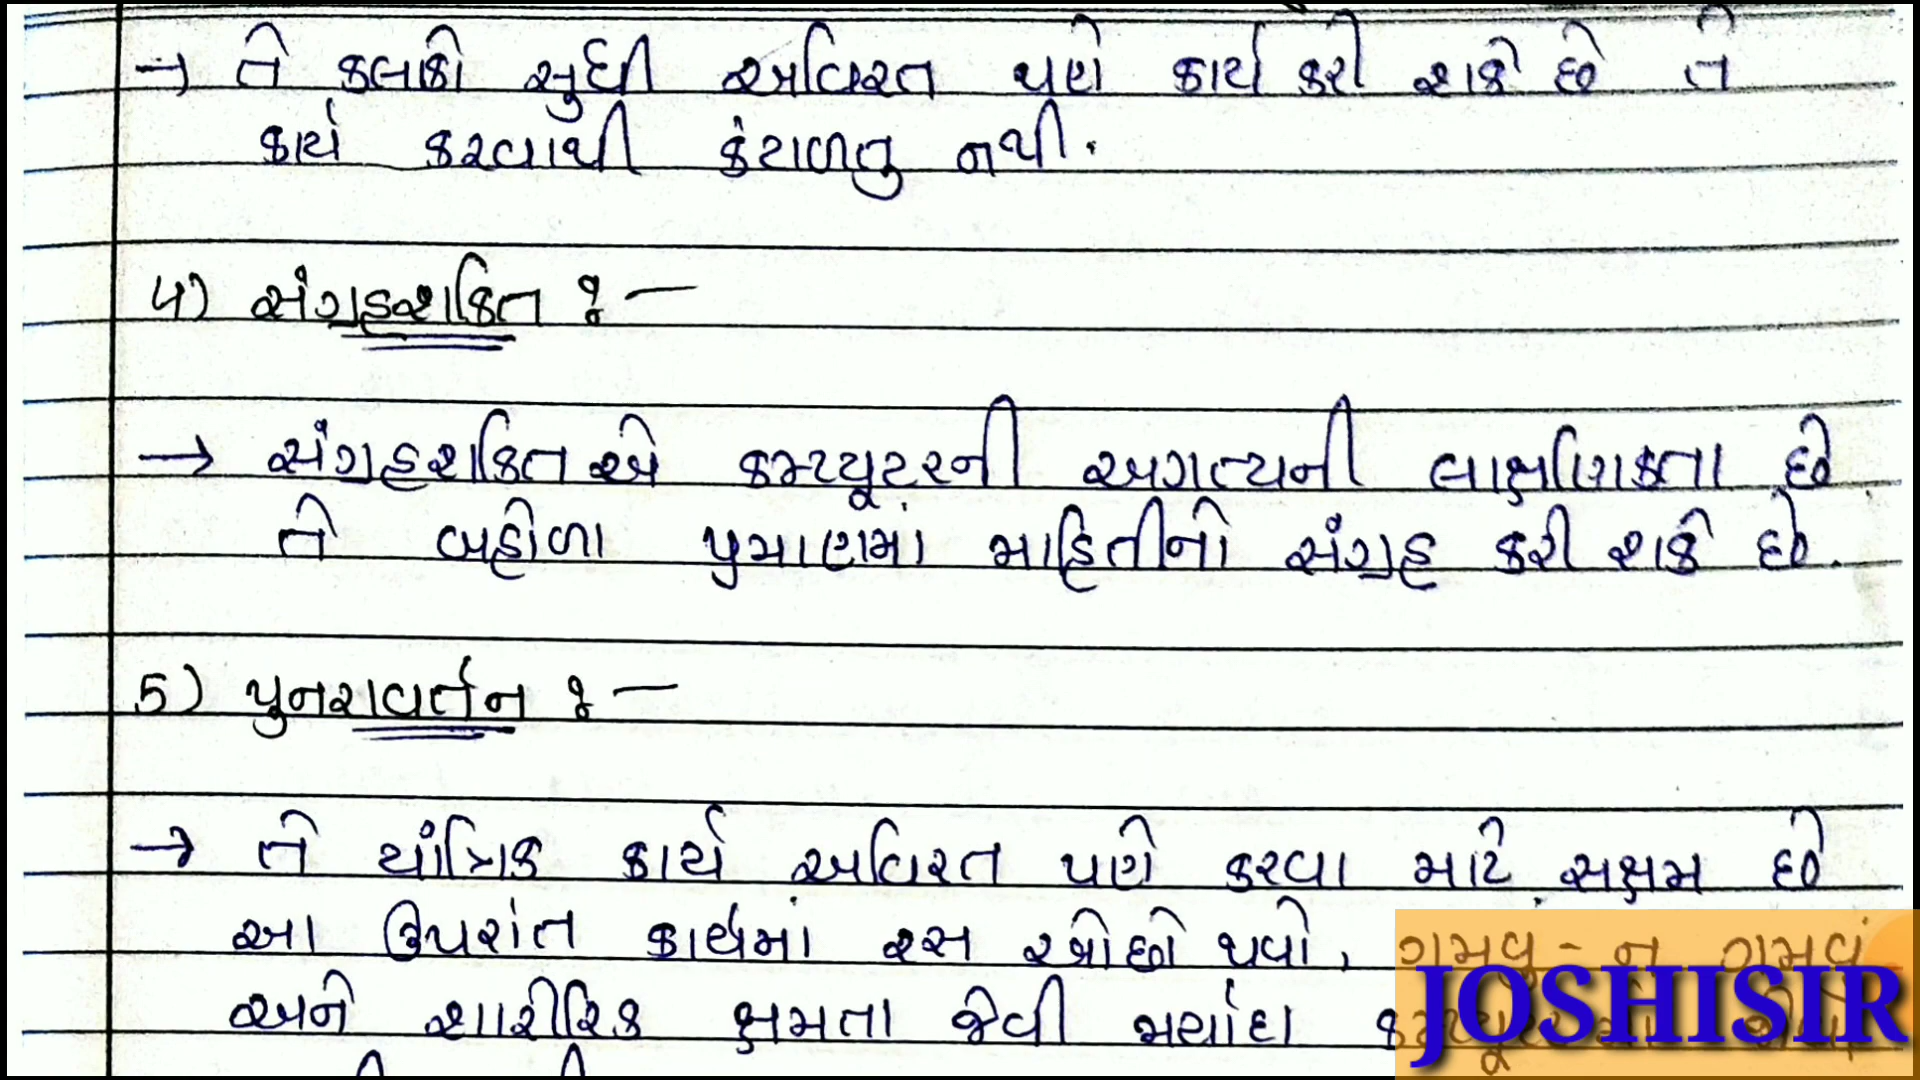 → તે કલાકો સુધી અવિરત પણે કાર્ય કરી શકે છે તે
કાર્ય કરવાથી કંટાળતુ નથી.
4) સંગ્રહશક્તિ :-
→ સંગ્રહશક્તિ એ કમ્પ્યૂટરની અગત્યની લાક્ષણિકતા છે
તે બહોળા પ્રમાણમાં માહિતીનો સંગ્રહ કરી શકે છે.
5) પુનરાવર્તન :-
→ તે યાંત્રિક કાર્ય અવિરત પણે કરવા માટે સક્ષમ છે
આ ઉપરાંત કાર્યમાં રસ ઓછો થવો, ગમવુ - ન ગમવું
અને શારીરિક ક્ષમતા જેવી મર્યાદા
JOSHISIR